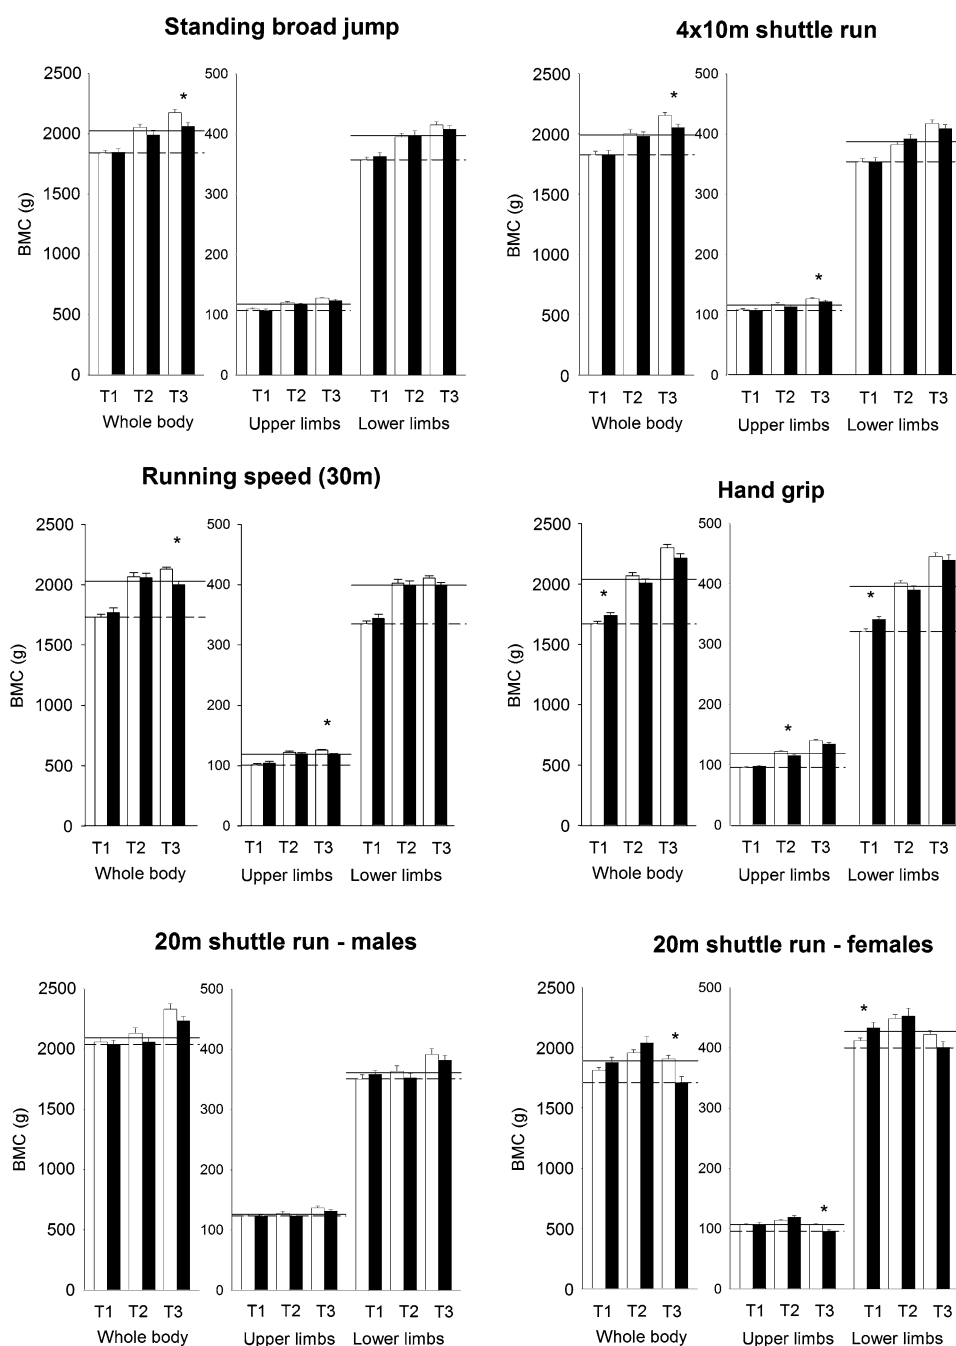 Standing broad jump
BMC (g)
2500
2000
1500
1000
500
0
500
400
300
200
100
0
*
T1 T2 T3 T1 T2 T3 T1 T2 T3
Whole body Upper limbs Lower limbs
4x10m shuttle run
BMC (g)
2500
2000
1500
1000
500
0
500
400
300
200
100
0
* *
T1 T2 T3 T1 T2 T3 T1 T2 T3
Whole body Upper limbs Lower limbs
Running speed (30m)
BMC (g)
2500
2000
1500
1000
500
0
500
400
300
200
100
0
* *
T1 T2 T3 T1 T2 T3 T1 T2 T3
Whole body Upper limbs Lower limbs
Hand grip
BMC (g)
2500
2000
1500
1000
500
0
500
400
300
200
100
0
* * *
T1 T2 T3 T1 T2 T3 T1 T2 T3
Whole body Upper limbs Lower limbs
20m shuttle run - males
BMC (g)
2500
2000
1500
1000
500
0
500
400
300
200
100
0
T1 T2 T3 T1 T2 T3 T1 T2 T3
Whole body Upper limbs Lower limbs
20m shuttle run - females
BMC (g)
2500
2000
1500
1000
500
0
500
400
300
200
100
0
* * *
T1 T2 T3 T1 T2 T3 T1 T2 T3
Whole body Upper limbs Lower limbs